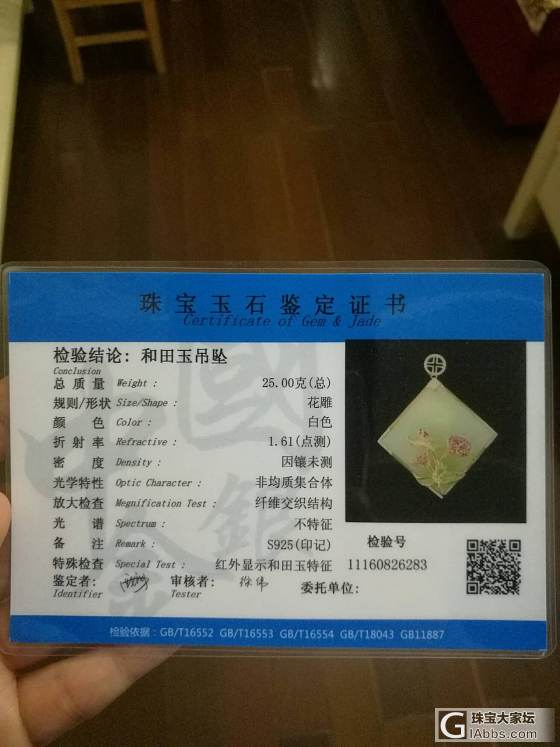 珠宝玉石鉴定证书
Certificate of Gem & Jade
检验结论：和田玉吊坠
Conclusion
总质量 Weight : 25.00克(总)
规则/形状 Size/Shape : 花雕
颜色 Color : 白色
折射率 Refractive : 1.61(点测)
密度 Density : 因镶未测
光学特性 Optic Character : 非均质集合体
放大检查 Megnification Test : 纤维交织结构
光谱 Spectrum : 不特征
备注 Remark : S925(印记)
特殊检查 Special Test : 红外显示和田玉特征
检验号
11160826283
鉴定者： 审核者： 委托单位：
Identifier Tester
检验依据：GB/T16552 GB/T16553 GB/T16554 GB/T18043 GB11887
珠宝大家坛
GIAbbs.com